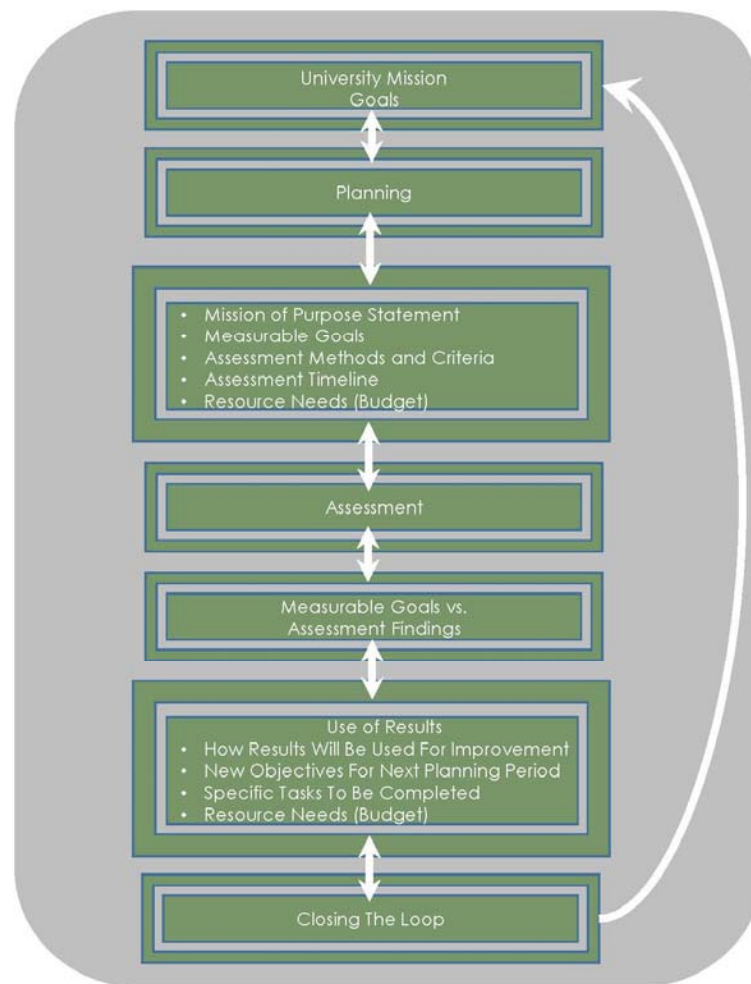 University Mission
Goals
Planning
• Mission of Purpose Statement
• Measurable Goals
• Assessment Methods and Criteria
• Assessment Timeline
• Resource Needs (Budget)
Assessment
Measurable Goals vs.
Assessment Findings
Use of Results
• How Results Will Be Used For Improvement
• New Objectives For Next Planning Period
• Specific Tasks To Be Completed
• Resource Needs (Budget)
Closing The Loop